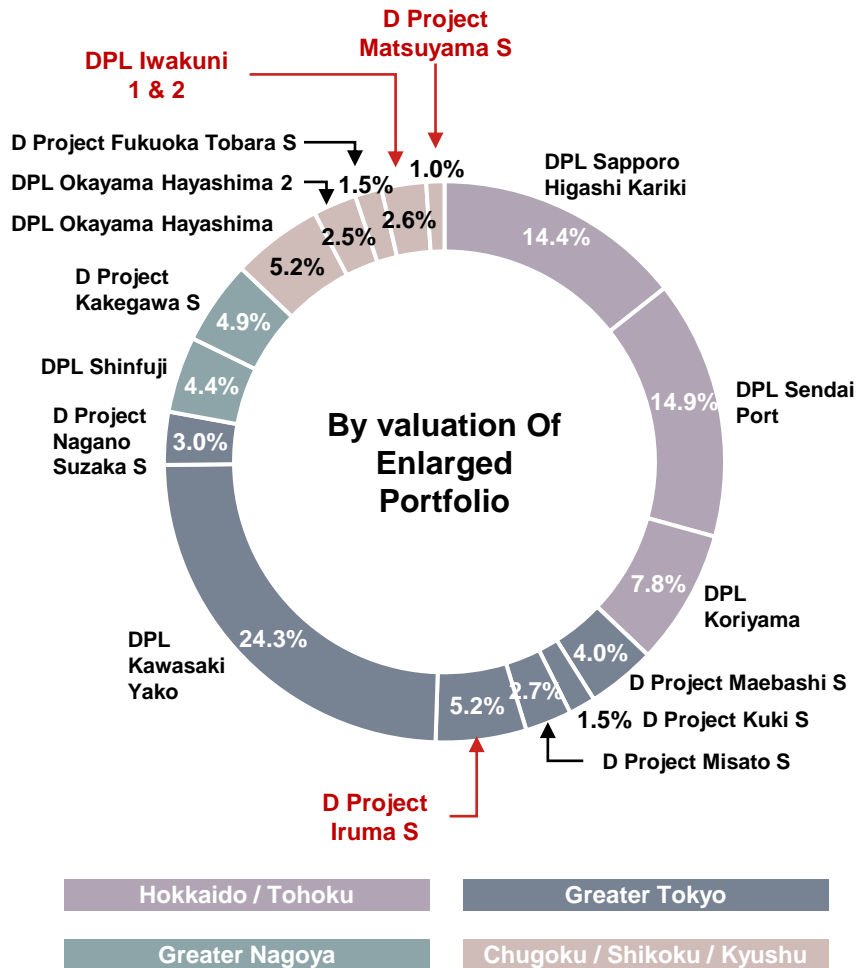 D Project
Matsuyama S
DPL Iwakuni
1 & 2
D Project Fukuoka Tobara S
1.5%
1.0%
DPL Sapporo
Higashi Kariki
DPL Okayama Hayashima 2
DPL Okayama Hayashima
2.5%
2.6%
14.4%
5.2%
D Project
Kakegawa S
4.9%
DPL Shinfuji
4.4%
DPL Sendai
Port
14.9%
D Project
Nagano
Suzaka S
3.0%
By valuation Of
Enlarged
Portfolio
7.8%
DPL
Koriyama
DPL
Kawasaki
Yako
24.3%
4.0%
D Project Maebashi S
2.7%
5.2%
1.5% D Project Kuki S
D Project Misato S
D Project
Iruma S
Hokkaido / Tohoku
Greater Tokyo
Greater Nagoya
Chugoku / Shikoku / Kyushu